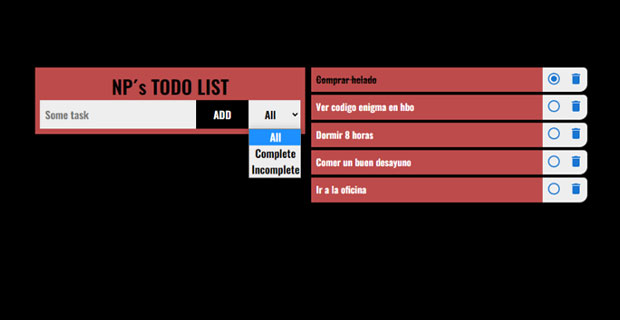 NP´s TODO LIST
Some task
ADD
All
All
Complete
Incomplete
Comprar helado
Ver codigo enigma en hbo
Dormir 8 horas
Comer un buen desayuno
Ir a la oficina